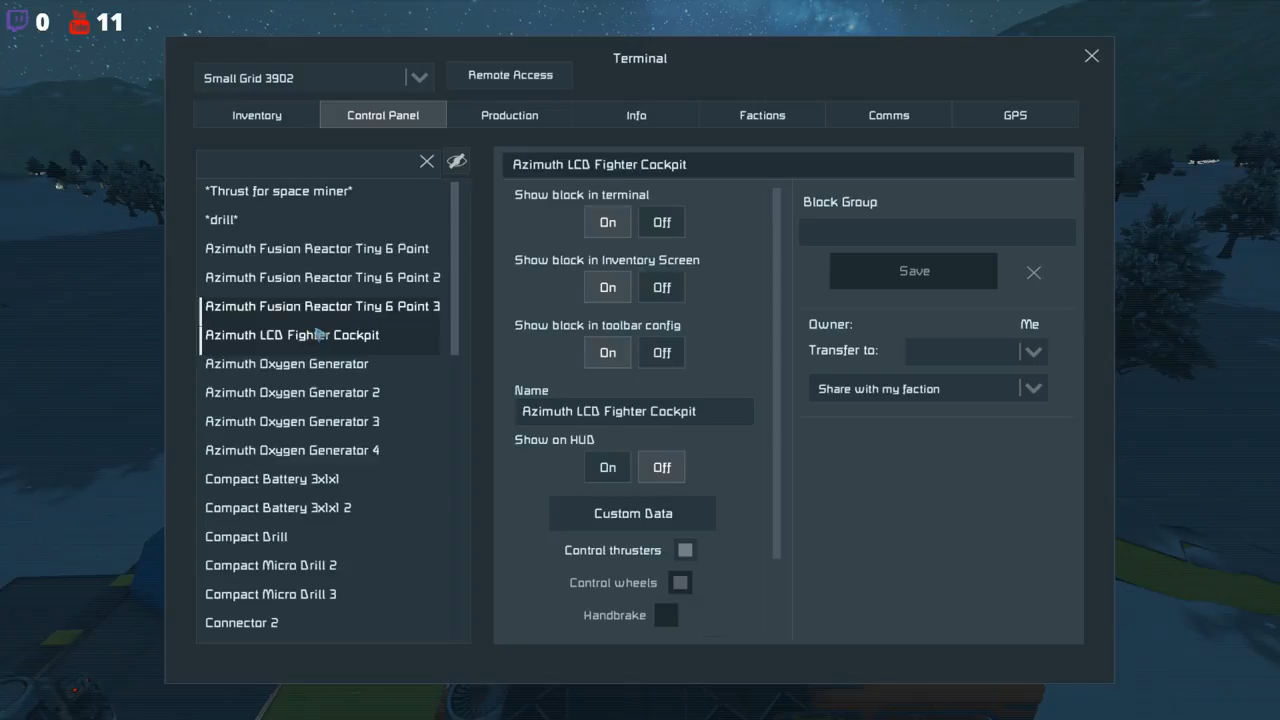 0
You Tube 11
Terminal
Small Grid 3902
Remote Access
Inventory
Control Panel
Production
Info
Factions
Comms
GPS
*Thrust for space miner*
*drill*
Azimuth Fusion Reactor Tiny 6 Point
Azimuth Fusion Reactor Tiny 6 Point 2
Azimuth Fusion Reactor Tiny 6 Point 3
Azimuth LCD Fighter Cockpit
Azimuth Oxygen Generator
Azimuth Oxygen Generator 2
Azimuth Oxygen Generator 3
Azimuth Oxygen Generator 4
Compact Battery 3x1x1
Compact Battery 3x1x1 2
Compact Drill
Compact Micro Drill 2
Compact Micro Drill 3
Connector 2
Azimuth LCD Fighter Cockpit
Show block in terminal
On Off
Show block in Inventory Screen
On Off
Show block in toolbar config
On Off
Name
Azimuth LCD Fighter Cockpit
Show on HUD
On Off
Custom Data
Control thrusters
Control wheels
Handbrake
Block Group
Save
Owner: Me
Transfer to:
Share with my faction